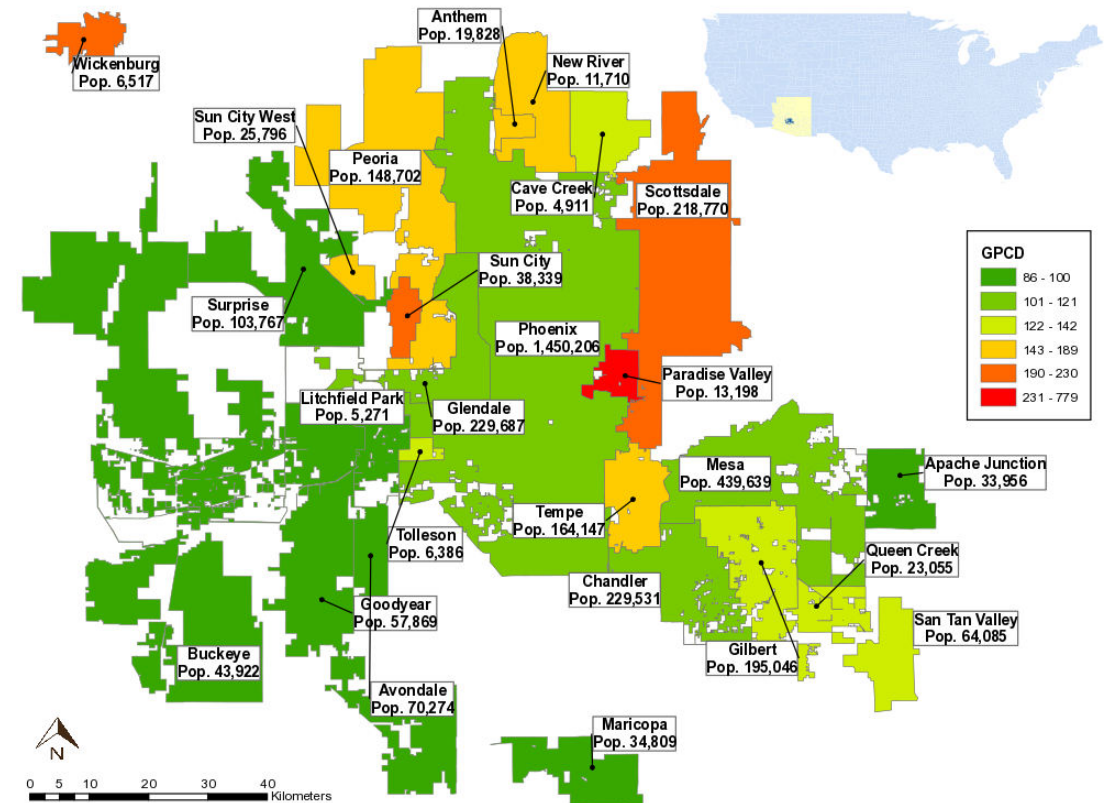 Anthem
Pop. 19,828
New River
Pop. 11,710
Wickenburg
Pop. 6,517
Sun City West
Pop. 25,796
Peoria
Pop. 148,702
Cave Creek
Pop. 4,911
Scottsdale
Pop. 218,770
Sun City
Pop. 38,339
GPCD
86 - 100
101 - 121
122 - 142
143 - 189
190 - 230
231 - 779
Surprise
Pop. 103,767
Phoenix
Pop. 1,450,206
Paradise Valley
Pop. 13,198
Litchfield Park
Pop. 5,271
Glendale
Pop. 229,687
Mesa
Pop. 439,639
Apache Junction
Pop. 33,956
Tempe
Pop. 164,147
Tolleson
Pop. 6,386
Queen Creek
Pop. 23,055
Chandler
Pop. 229,531
Goodyear
Pop. 57,869
San Tan Valley
Pop. 64,085
Gilbert
Pop. 195,046
Buckeye
Pop. 43,922
Avondale
Pop. 70,274
Maricopa
Pop. 34,809
N
0 5 10 20 30 40
Kilometers